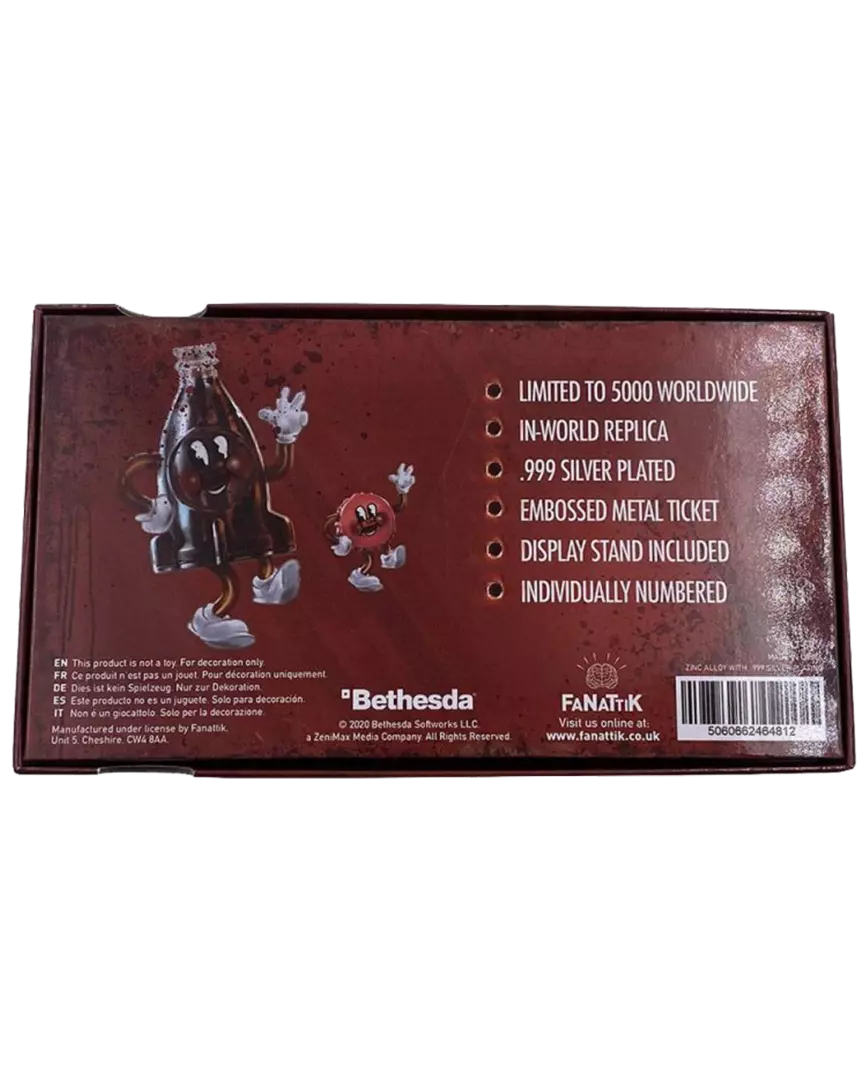 LIMITED TO 5000 WORLDWIDE
IN-WORLD REPLICA
.999 SILVER PLATED
EMBOSSED METAL TICKET
DISPLAY STAND INCLUDED
INDIVIDUALLY NUMBERED
EN This product is not a toy. For decoration only.
FR Ce produit n'est pas un jouet. Pour décoration uniquement.
DE Dies ist kein Spielzeug. Nur zur Dekoration.
ES Este producto no es un juguete. Solo para decoración.
IT Non é un giocattolo. Solo per la decorazione.
Manufactured under license by Fanattik.
Unit 5, Cheshire, CW4 8AA.
Bethesda
© 2020 Bethesda Softworks LLC.
a ZeniMax Media Company. All Rights Reserved.
FANATTIK
Visit us online at:
www.fanattik.co.uk
ZINC ALLOY WITH .999 SILVER PLATING
5060662464812